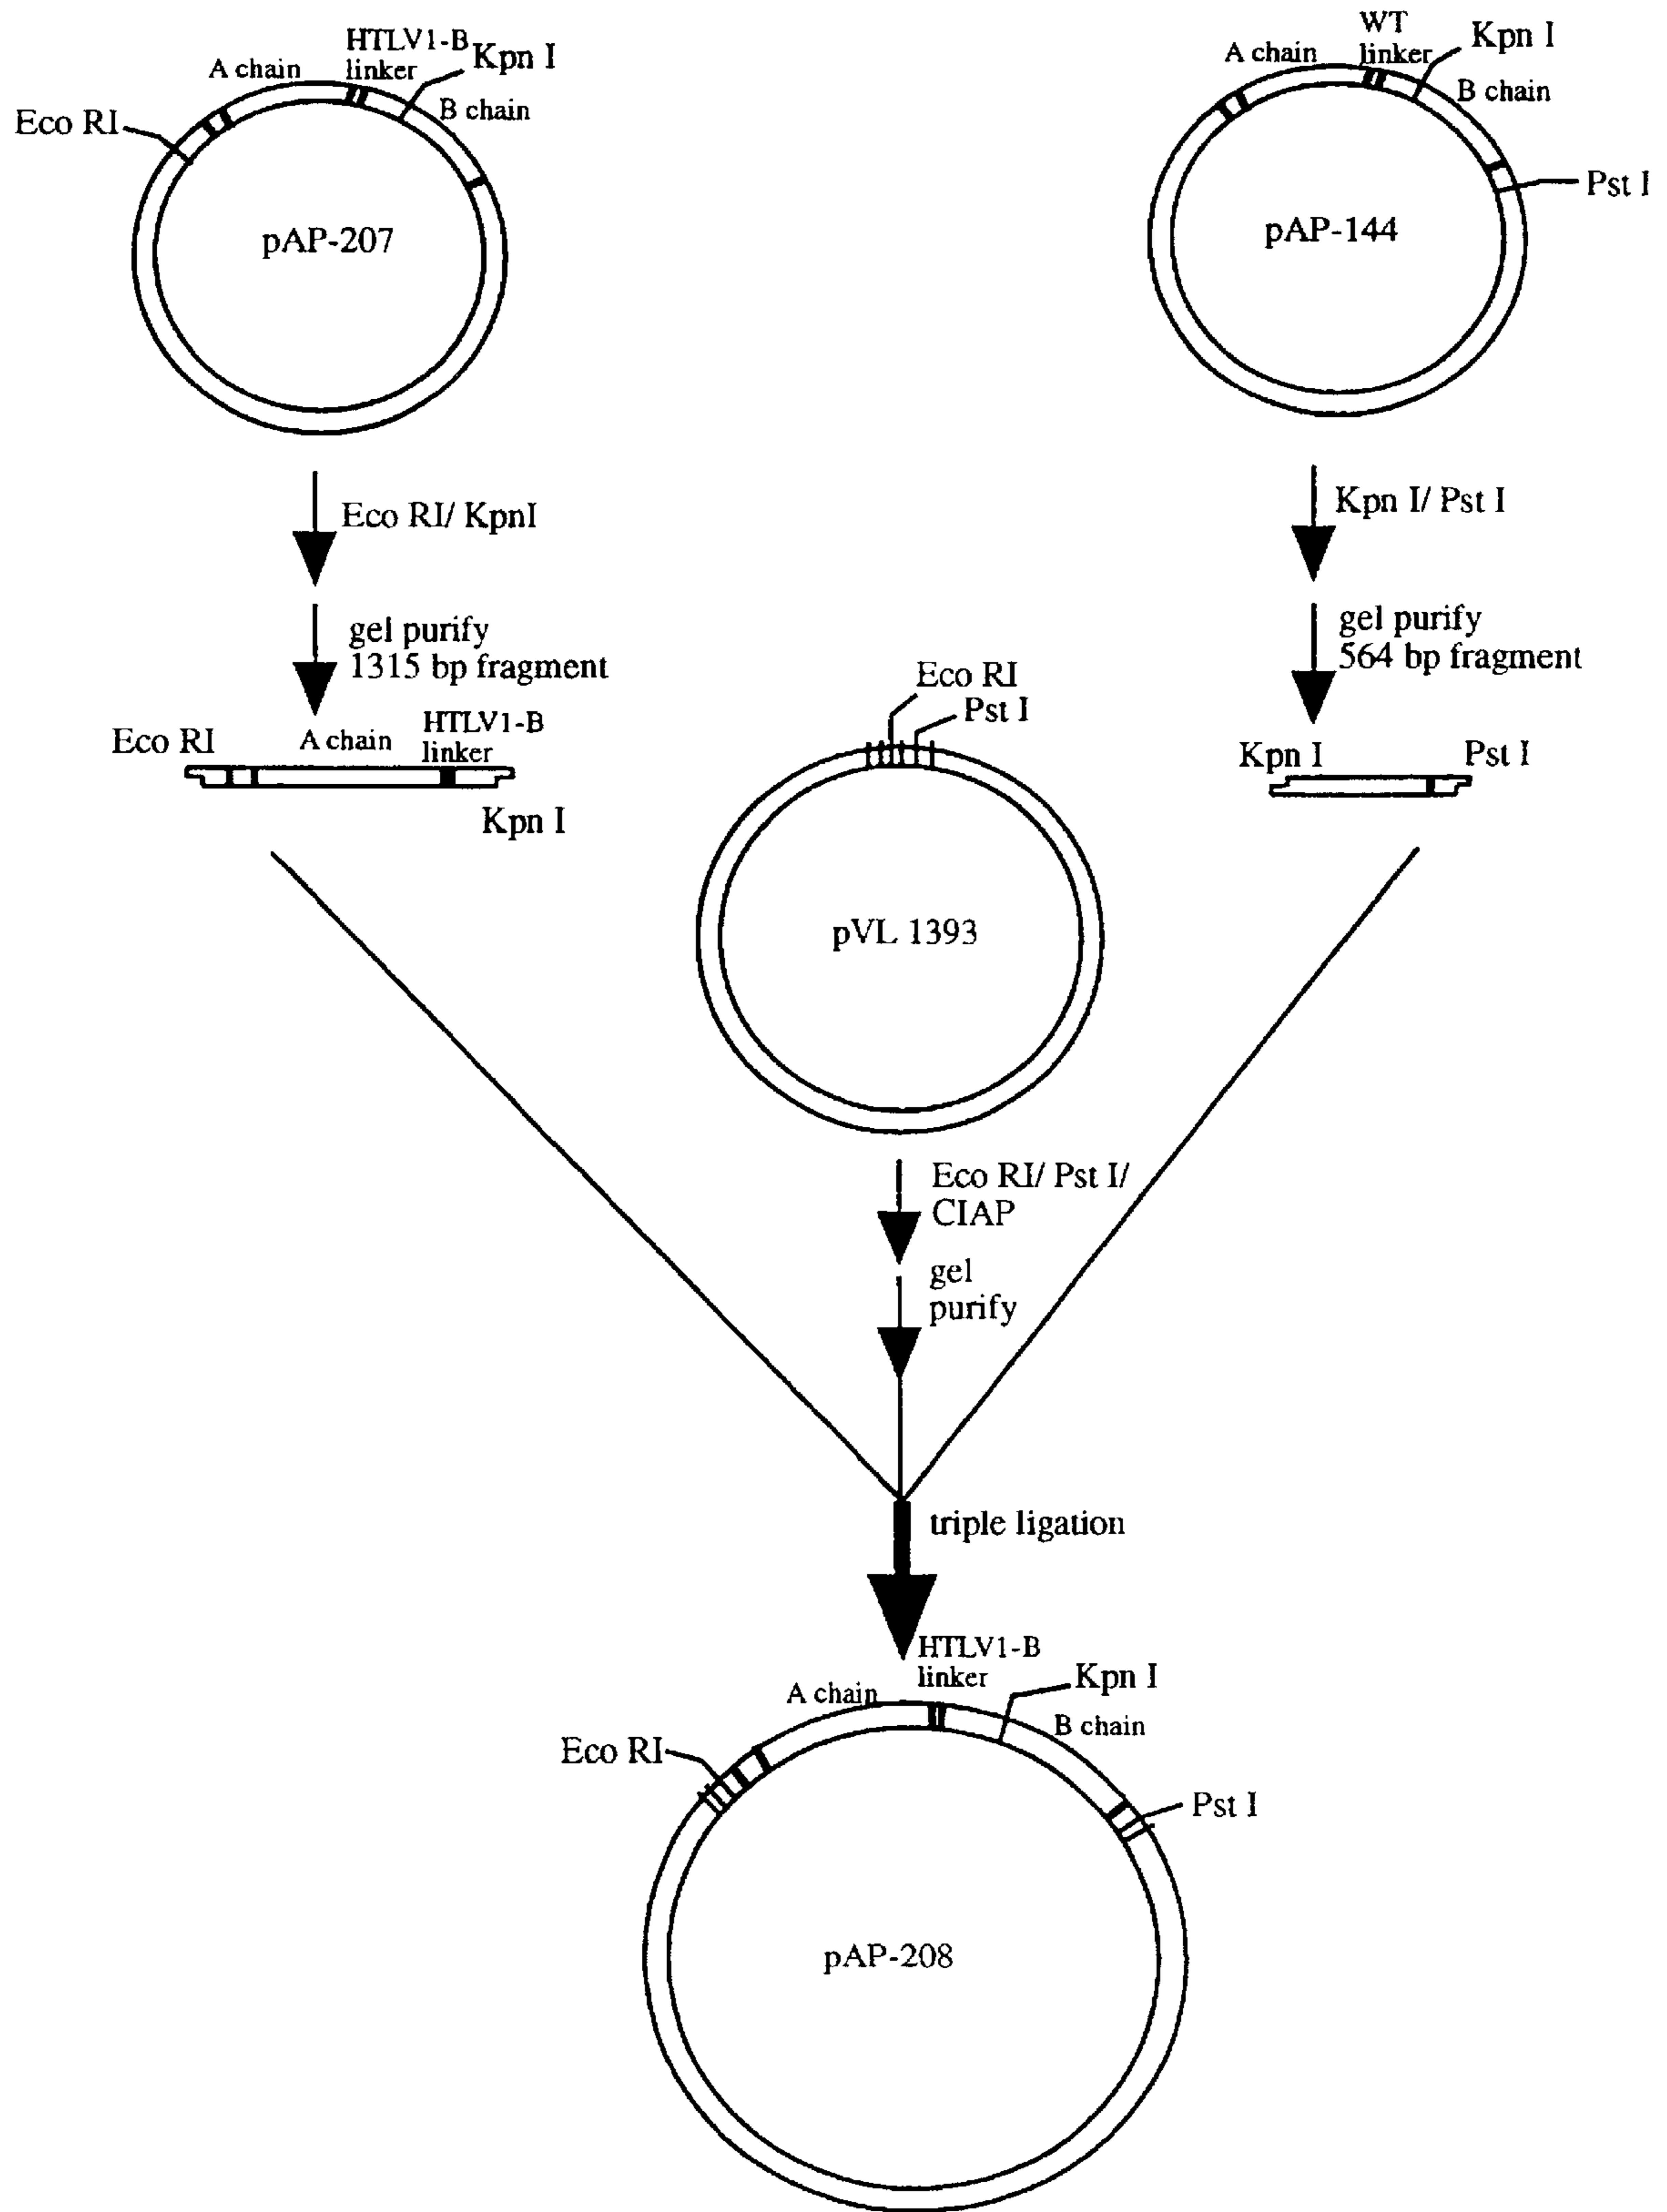 HTLV1-B
linker
Kpn I
A chain
B chain
Eco RI
pAP-207
WT
linker
Kpn I
A chain
B chain
Pst I
pAP-144
Eco RI/ KpnI
gel purify
1315 bp fragment
Kpn I/ Pst I
gel purify
564 bp fragment
Eco RI
A chain
HTLV1-B
linker
Kpn I
Eco RI
Pst I
pVL 1393
Kpn I
Pst I
Eco RI/ Pst I/
CIAP
gel
purify
triple ligation
HTLV1-B
linker
Kpn I
A chain
B chain
Eco RI
Pst I
pAP-208